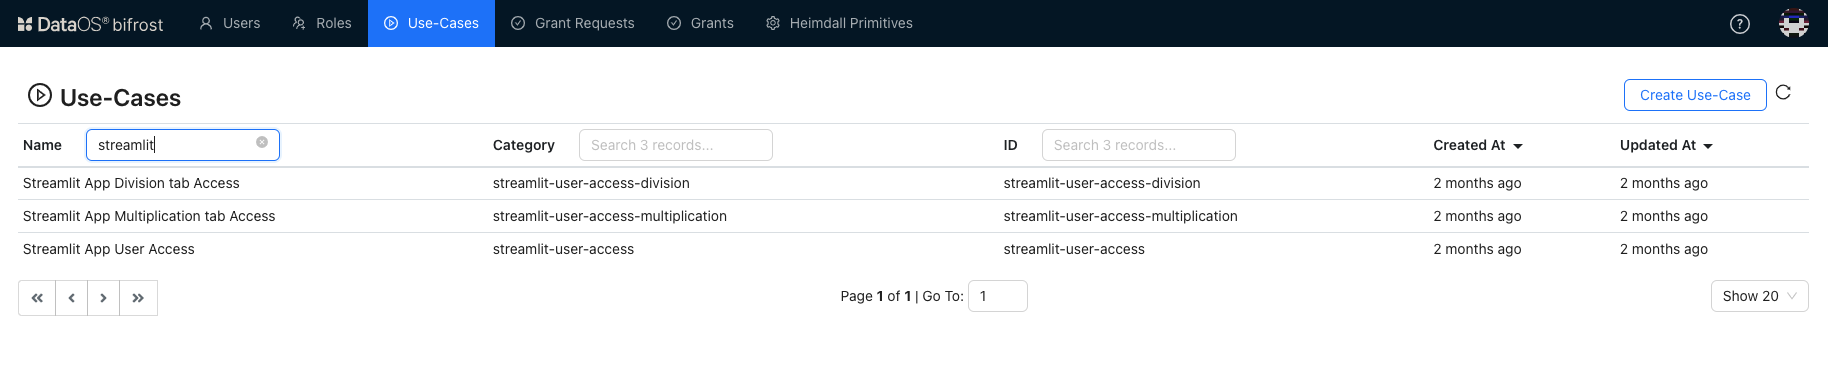 DataOS® bifrost Users Roles Use-Cases Grant Requests Grants Heimdall Primitives
Use-Cases Create Use-Case
Name streamlit Category Search 3 records... ID Search 3 records... Created At Updated At
Streamlit App Division tab Access streamlit-user-access-division streamlit-user-access-division 2 months ago 2 months ago
Streamlit App Multiplication tab Access streamlit-user-access-multiplication streamlit-user-access-multiplication 2 months ago 2 months ago
Streamlit App User Access streamlit-user-access streamlit-user-access 2 months ago 2 months ago
Page 1 of 1 | Go To: 1 Show 20